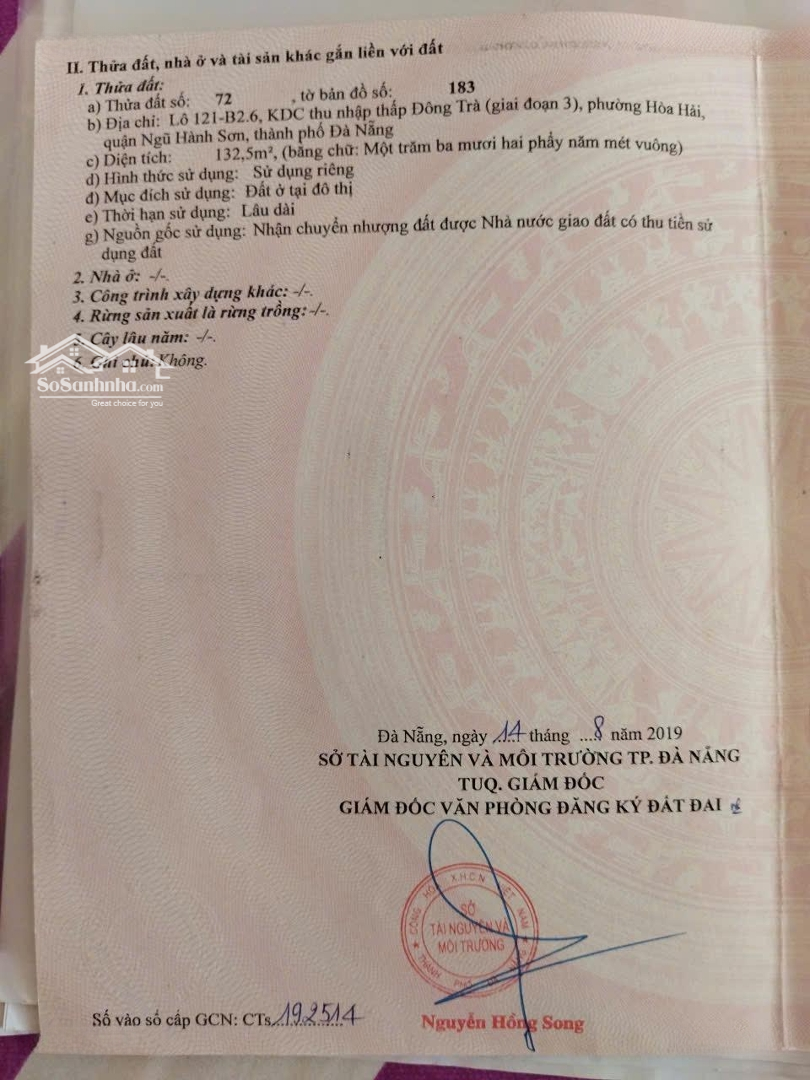 II. Thửa đất, nhà ở và tài sản khác gắn liền với đất
1. Thửa đất:
a) Thửa đất số: 72 , tờ bản đồ số: 183
b) Địa chỉ: Lô 121-B2.6, KDC thu nhập thấp Đông Trà (giai đoạn 3), phường Hòa Hải,
quận Ngũ Hành Sơn, thành phố Đà Nẵng
c) Diện tích: 132,5m², (bằng chữ: Một trăm ba mươi hai phẩy năm mét vuông)
d) Hình thức sử dụng: Sử dụng riêng
đ) Mục đích sử dụng: Đất ở tại đô thị
e) Thời hạn sử dụng: Lâu dài
g) Nguồn gốc sử dụng: Nhận chuyển nhượng đất được Nhà nước giao đất có thu tiền sử
dụng đất
2. Nhà ở: -/-.
3. Công trình xây dựng khác: -/-.
4. Rừng sản xuất là rừng trồng: -/-.
5. Cây lâu năm: -/-.
6. Ghi chú: Không.
SoSanhnha.com
Great choice for you
Đà Nẵng, ngày 14 tháng ...8 năm 2019
SỞ TÀI NGUYÊN VÀ MÔI TRƯỜNG TP. ĐÀ NẴNG
TUQ. GIÁM ĐỐC
GIÁM ĐỐC VĂN PHÒNG ĐĂNG KÝ ĐẤT ĐAI
CỘNG HÒA X.H.C.N VIỆT NAM
SỞ
TÀI NGUYÊN VÀ
MÔI TRƯỜNG
THÀNH PHỐ
Số vào sổ cấp GCN: CTs 192514
Nguyễn Hồng Song